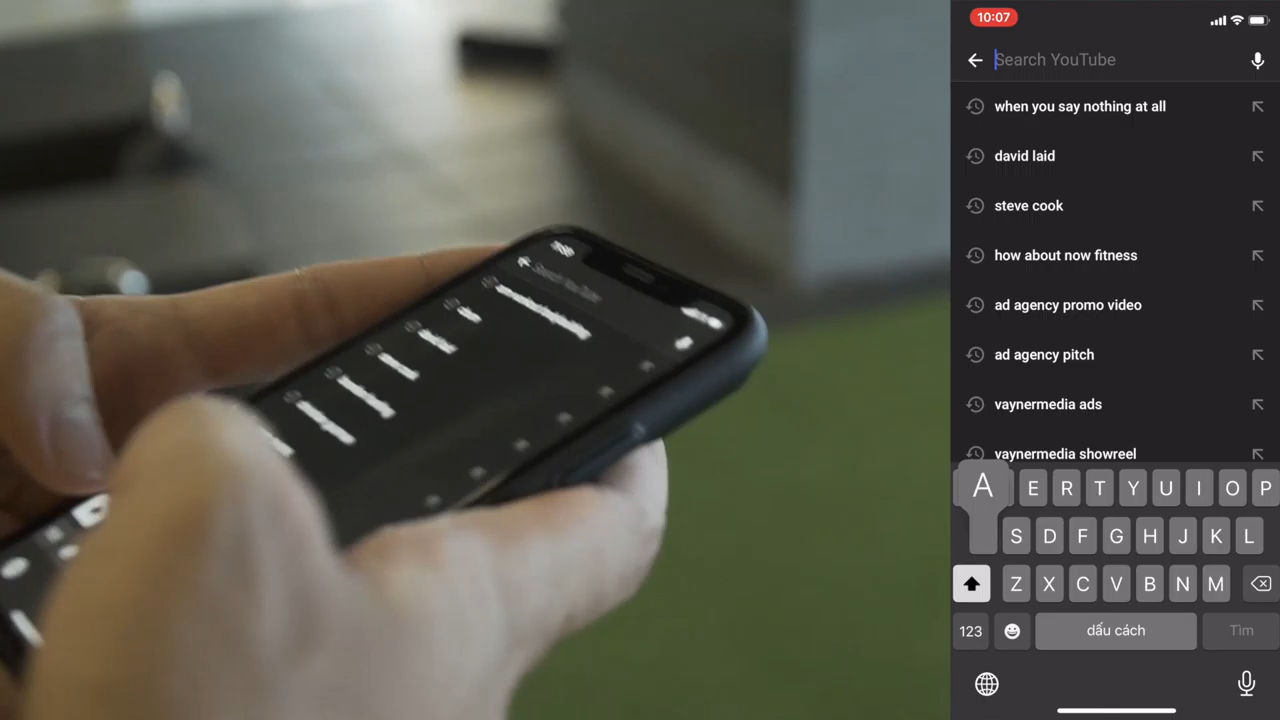 10:07
Search YouTube
when you say nothing at all
david laid
steve cook
how about now fitness
ad agency promo video
ad agency pitch
vaynermedia ads
vaynermedia showreel
A E R T Y U I O P
S D F G H J K L
Z X C V B N M
123 dấu cách Tìm